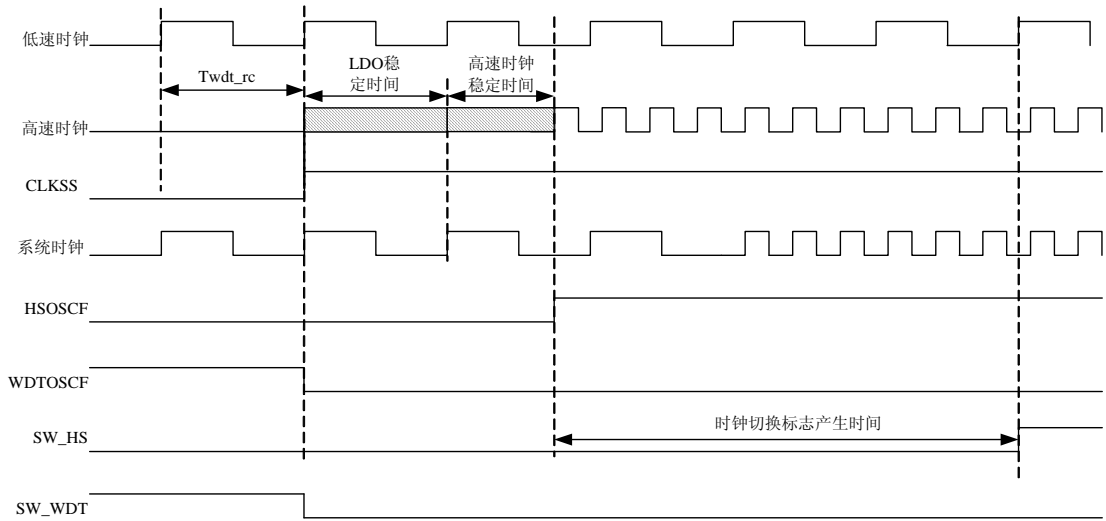 低速时钟
Twdt_rc
LDO稳
定时间
高速时钟
稳定时间
高速时钟
CLKSS
系统时钟
HSOSCF
WDTOSCF
时钟切换标志产生时间
SW_HS
SW_WDT